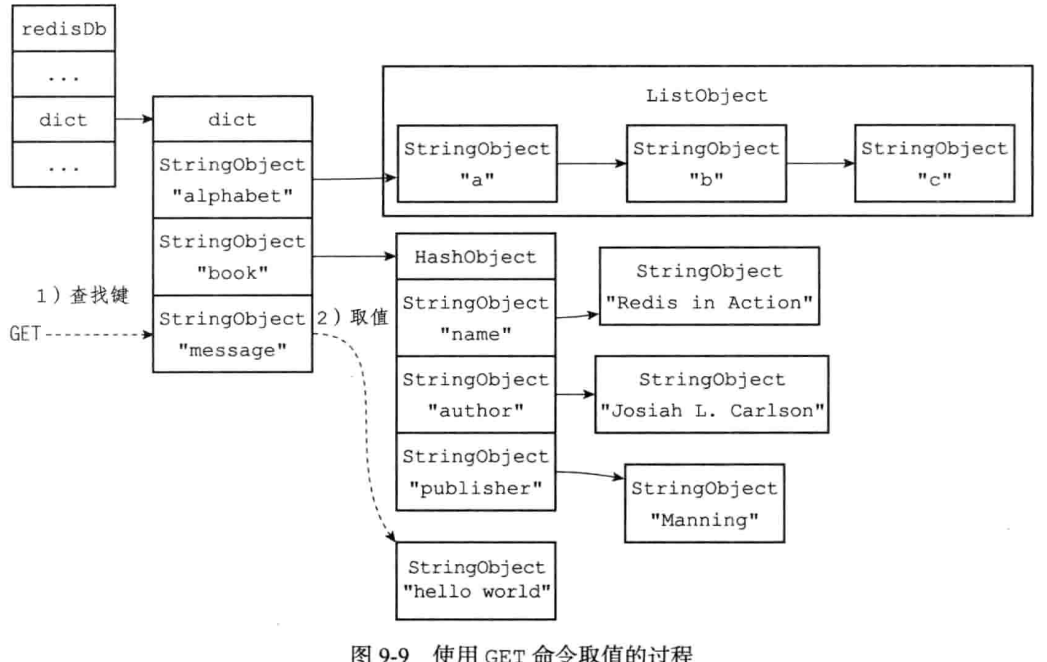 redisDb
...
dict
...
dict
StringObject
"alphabet"
StringObject
"book"
StringObject
"message"
1）查找键
GET
2）取值
ListObject
StringObject
"a"
StringObject
"b"
StringObject
"c"
HashObject
StringObject
"name"
StringObject
"author"
StringObject
"publisher"
StringObject
"Redis in Action"
StringObject
"Josiah L. Carlson"
StringObject
"Manning"
StringObject
"hello world"
图 9-9 使用 GET 命令取值的过程